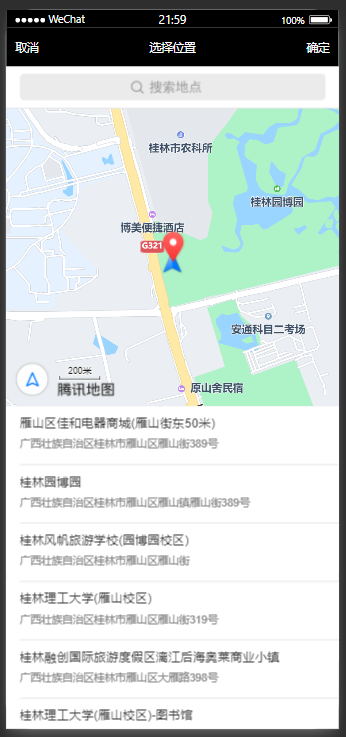 WeChat 21:59 100%
取消 选择位置 确定
搜索地点
桂林市农科所
桂林园博园
博美便捷酒店
G321
安通科目二考场
200米
原山舍民宿
腾讯地图
雁山区佳和电器商城(雁山街东50米)
广西壮族自治区桂林市雁山区雁山街389号
桂林园博园
广西壮族自治区桂林市雁山区雁山镇雁山街389号
桂林风帆旅游学校(园博园校区)
广西壮族自治区桂林市雁山区雁山街
桂林理工大学(雁山校区)
广西壮族自治区桂林市雁山区雁山街319号
桂林融创国际旅游度假区漓江后海奥莱商业小镇
广西壮族自治区桂林市雁山区大雁路398号
桂林理工大学(雁山校区)-图书馆